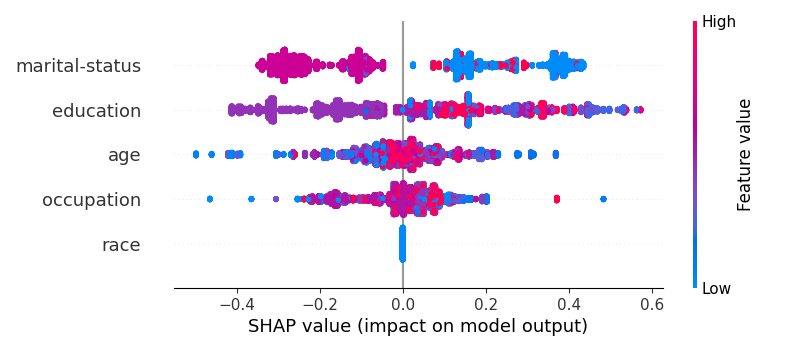 High
marital-status
education
age
occupation
race
Feature value
Low
−0.4 −0.2 0.0 0.2 0.4 0.6
SHAP value (impact on model output)